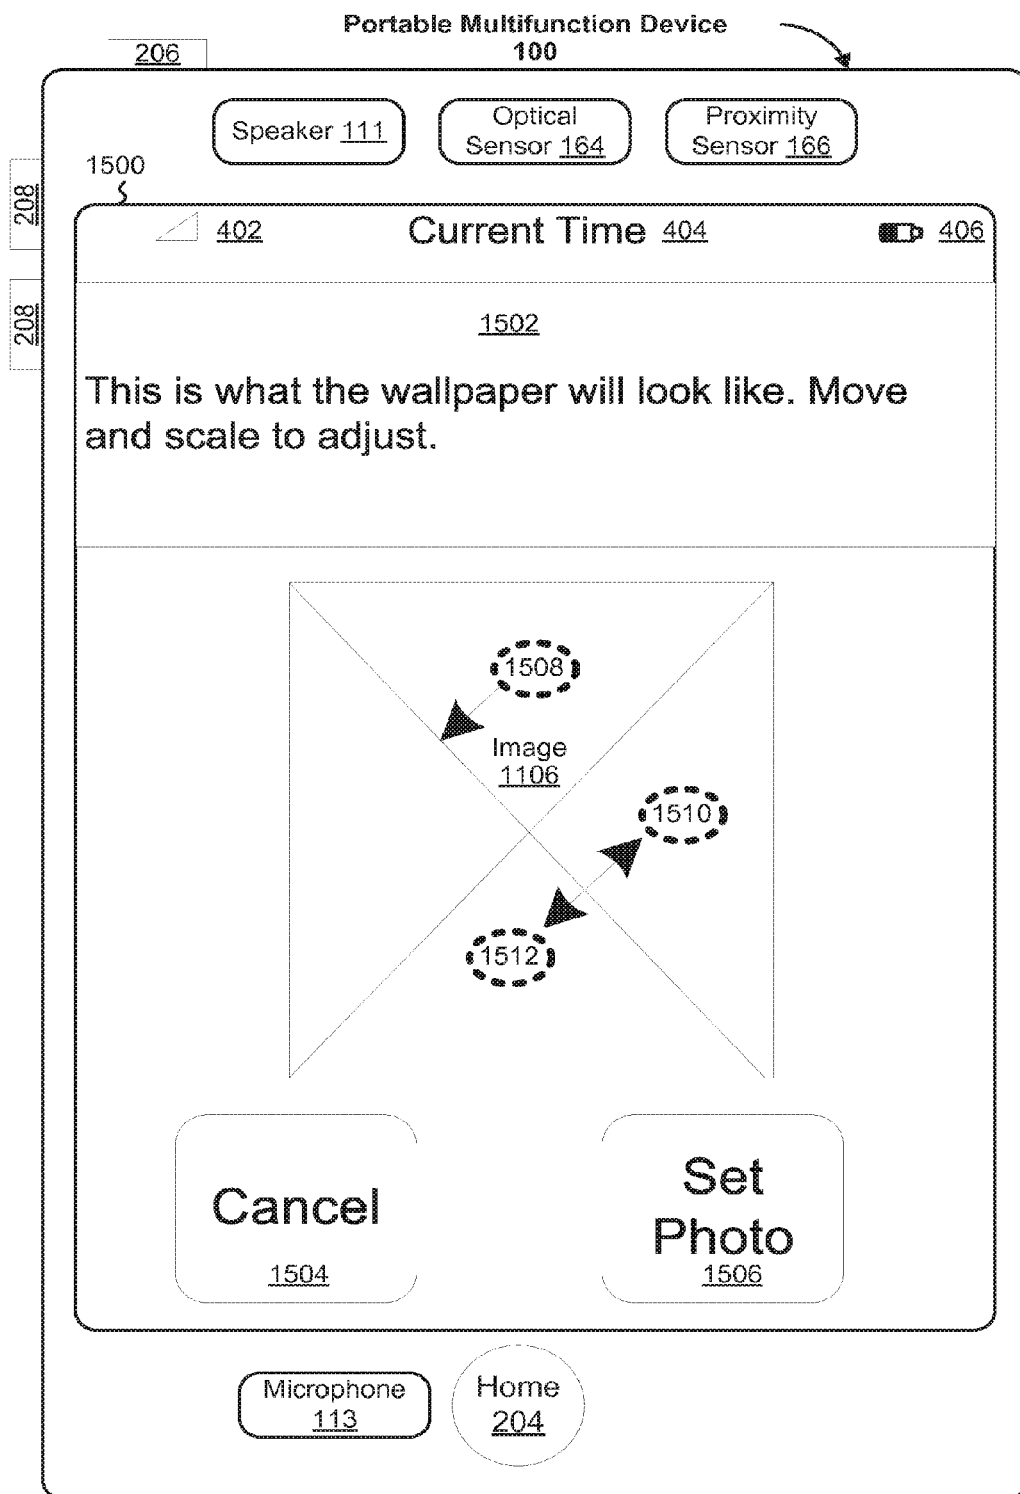 Portable Multifunction Device
100
206
Speaker 111
Optical
Sensor 164
Proximity
Sensor 166
1500
208
208
402
Current Time 404
406
1502
This is what the wallpaper will look like. Move
and scale to adjust.
1508
Image
1106
1510
1512
Cancel
1504
Set
Photo
1506
Microphone
113
Home
204